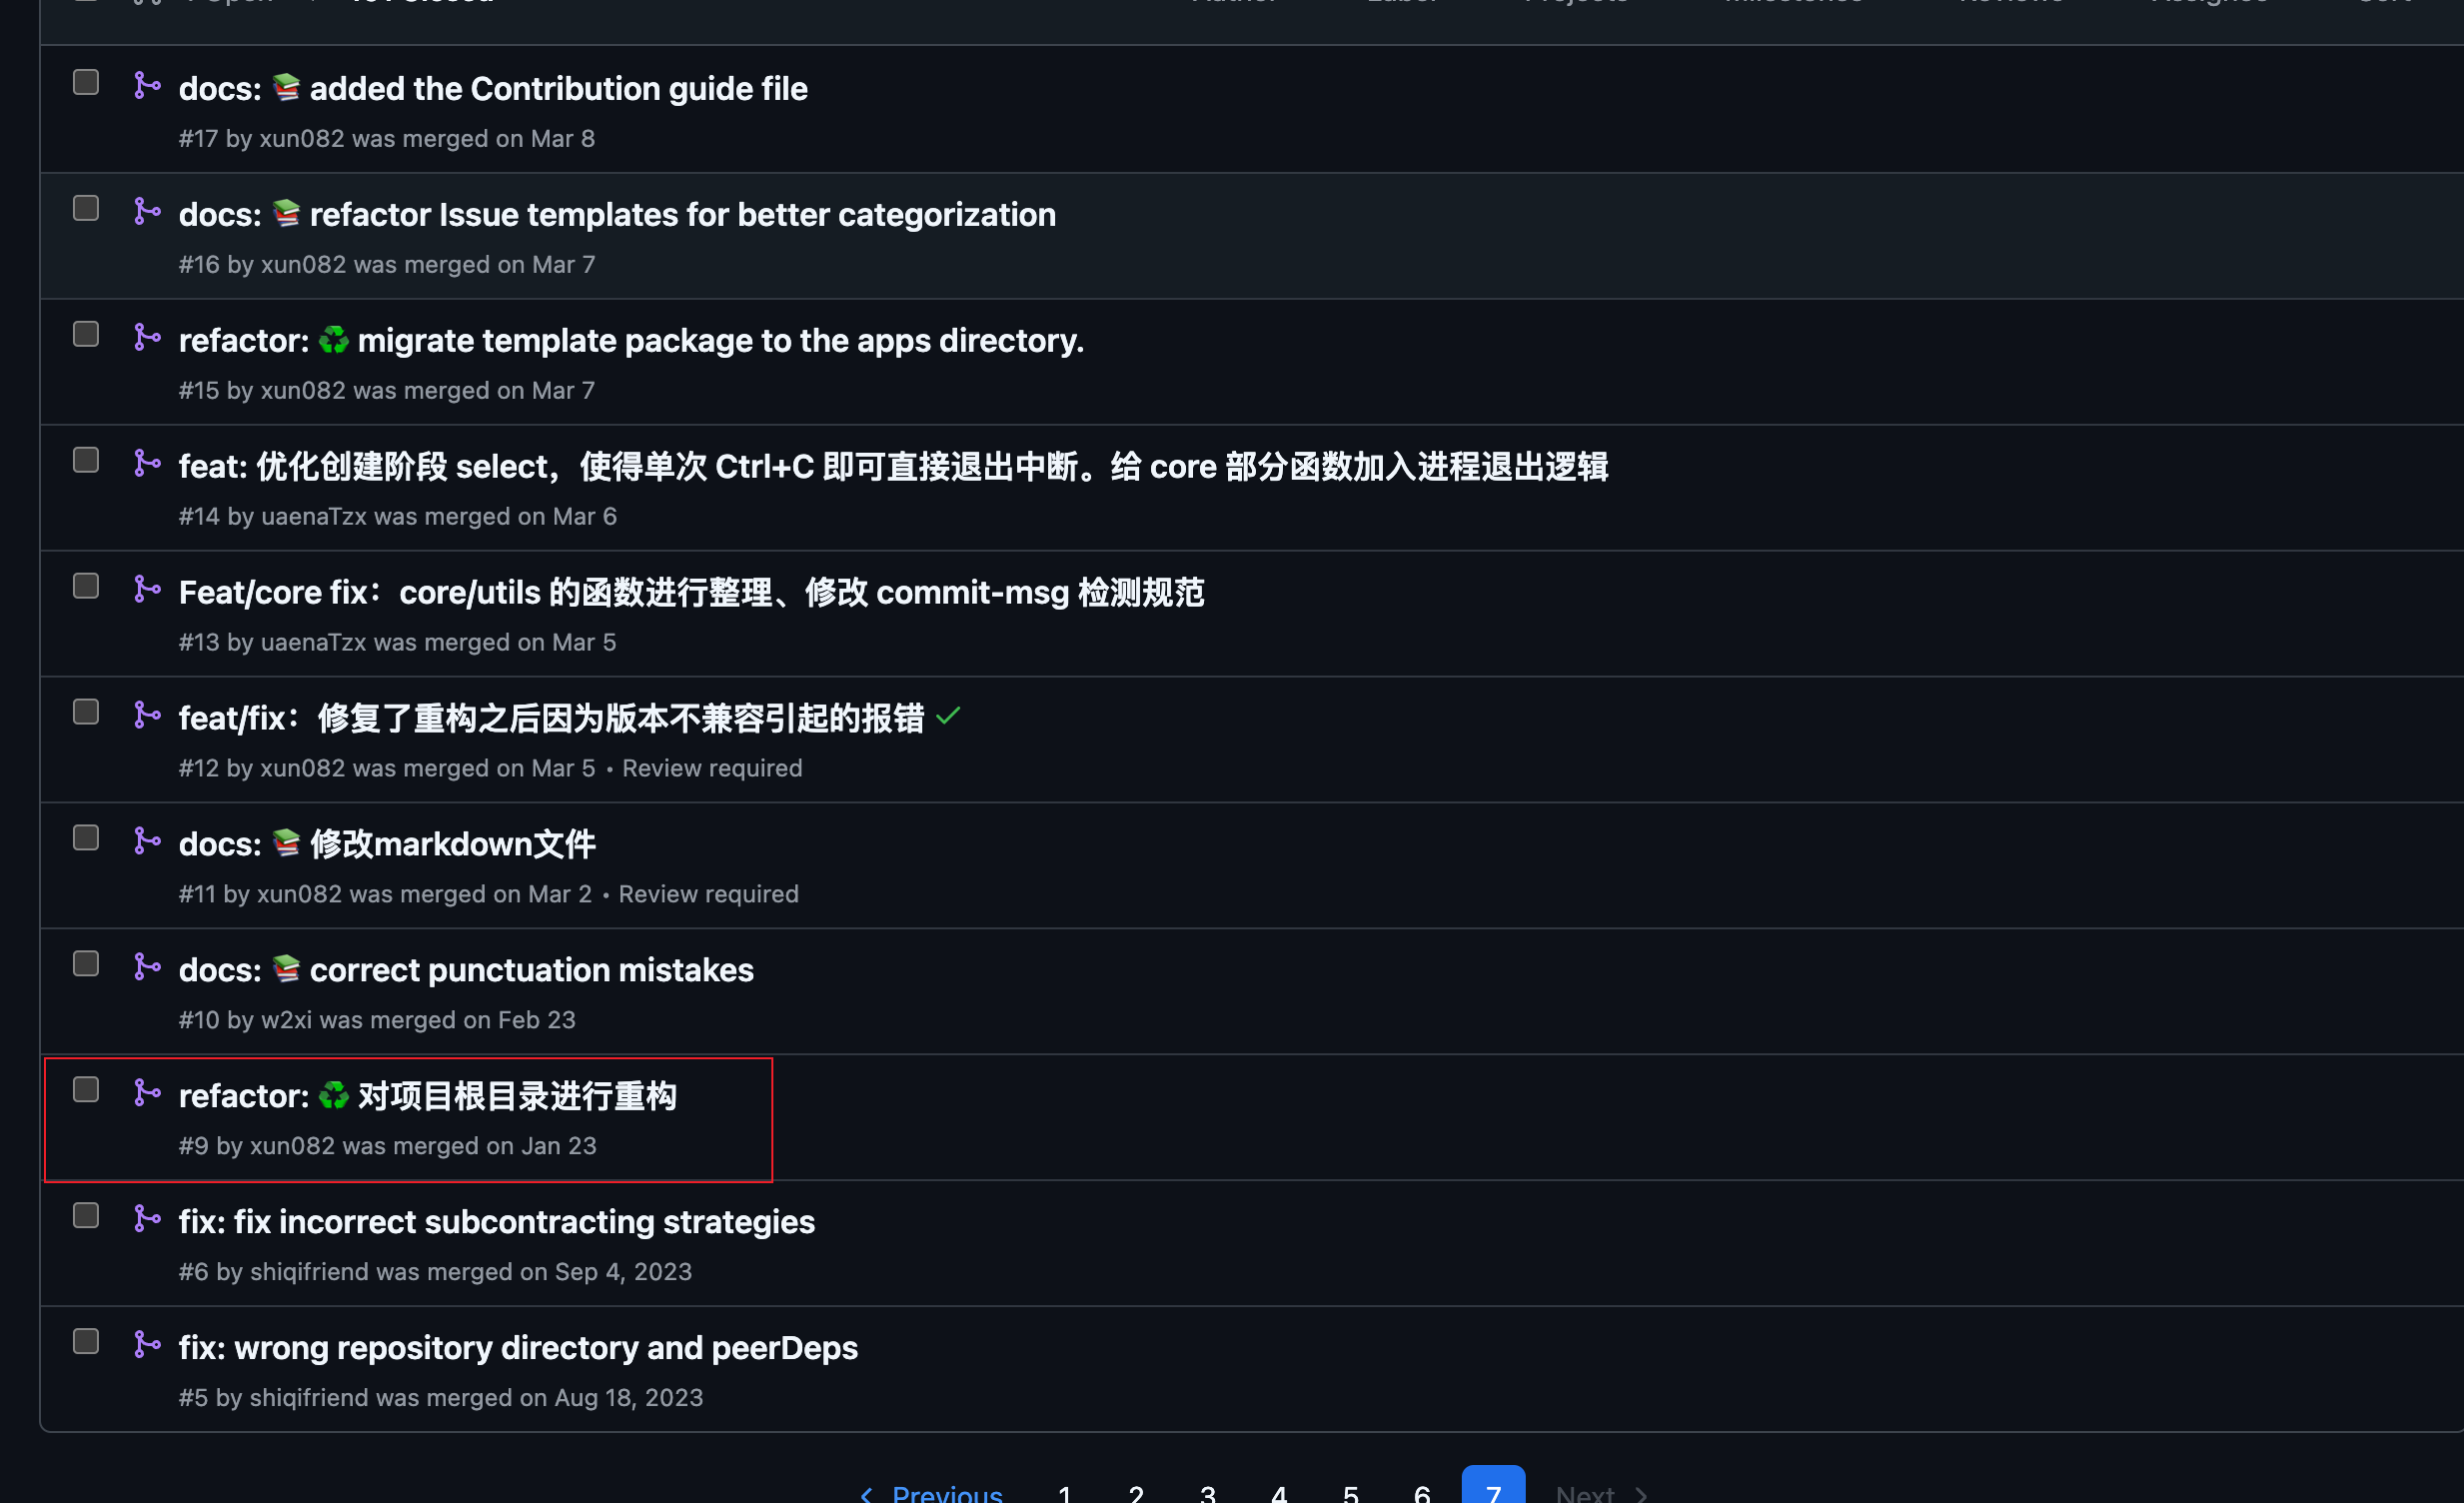 docs: 📚 added the Contribution guide file
#17 by xun082 was merged on Mar 8
docs: 📚 refactor Issue templates for better categorization
#16 by xun082 was merged on Mar 7
refactor: ♻️ migrate template package to the apps directory.
#15 by xun082 was merged on Mar 7
feat: 优化创建阶段 select，使得单次 Ctrl+C 即可直接退出中断。给 core 部分函数加入进程退出逻辑
#14 by uaenaTzx was merged on Mar 6
Feat/core fix：core/utils 的函数进行整理、修改 commit-msg 检测规范
#13 by uaenaTzx was merged on Mar 5
feat/fix：修复了重构之后因为版本不兼容引起的报错 ✓
#12 by xun082 was merged on Mar 5 • Review required
docs: 📚 修改markdown文件
#11 by xun082 was merged on Mar 2 • Review required
docs: 📚 correct punctuation mistakes
#10 by w2xi was merged on Feb 23
refactor: ♻️ 对项目根目录进行重构
#9 by xun082 was merged on Jan 23
fix: fix incorrect subcontracting strategies
#6 by shiqifriend was merged on Sep 4, 2023
fix: wrong repository directory and peerDeps
#5 by shiqifriend was merged on Aug 18, 2023
Previous 1 2 3 4 5 6 7 Next